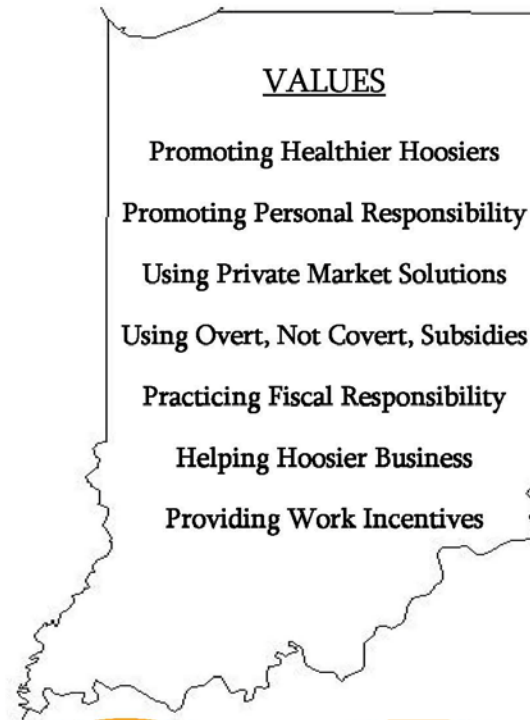 VALUES
Promoting Healthier Hoosiers
Promoting Personal Responsibility
Using Private Market Solutions
Using Overt, Not Covert, Subsidies
Practicing Fiscal Responsibility
Helping Hoosier Business
Providing Work Incentives